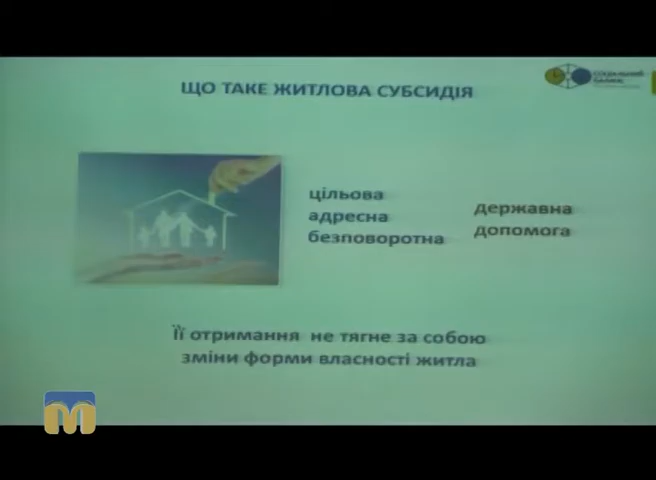 ЩО ТАКЕ ЖИТЛОВА СУБСИДІЯ
цільова
адресна
безповоротна
державна
допомога
Її отримання не тягне за собою
зміни форми власності житла